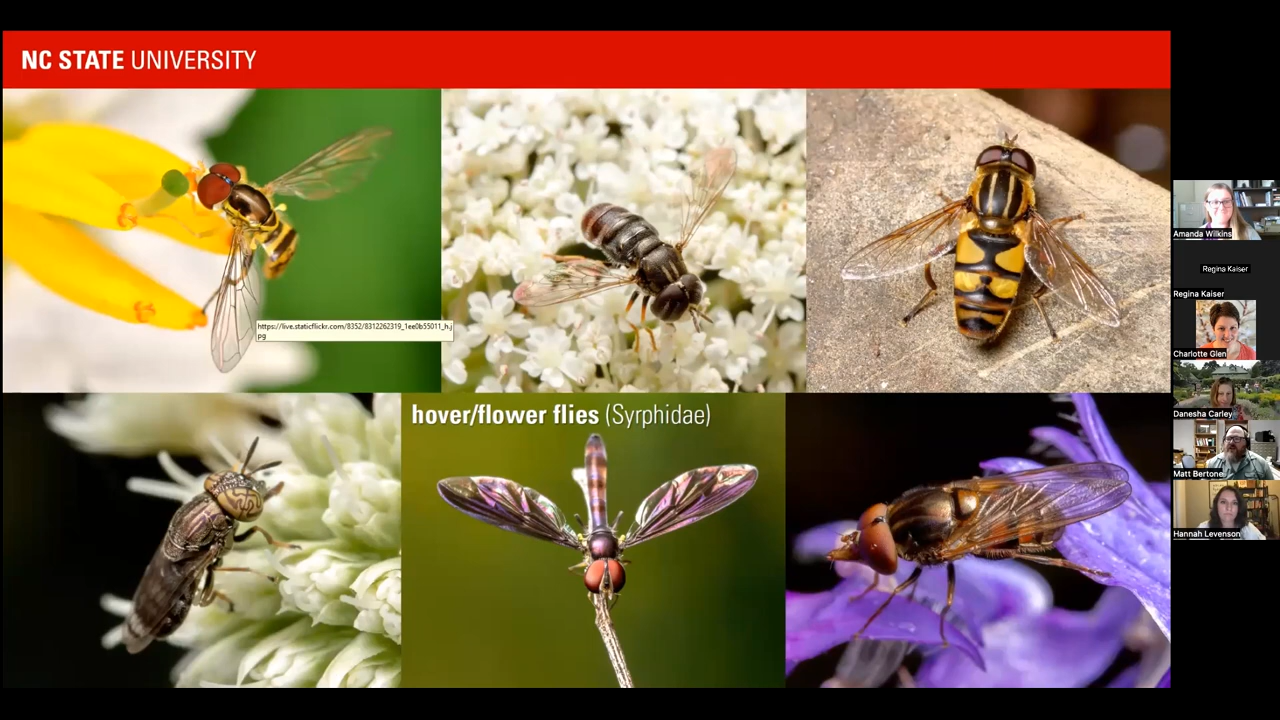 NC STATE UNIVERSITY
https://live.staticflickr.com/8352/8312262319_1ee0b55011_h.j
pg
hover/flower flies (Syrphidae)
Amanda Wilkins
Regina Kaiser
Regina Kaiser
Charlotte Glen
Danesha Carley
Matt Bertone
Hannah Levenson